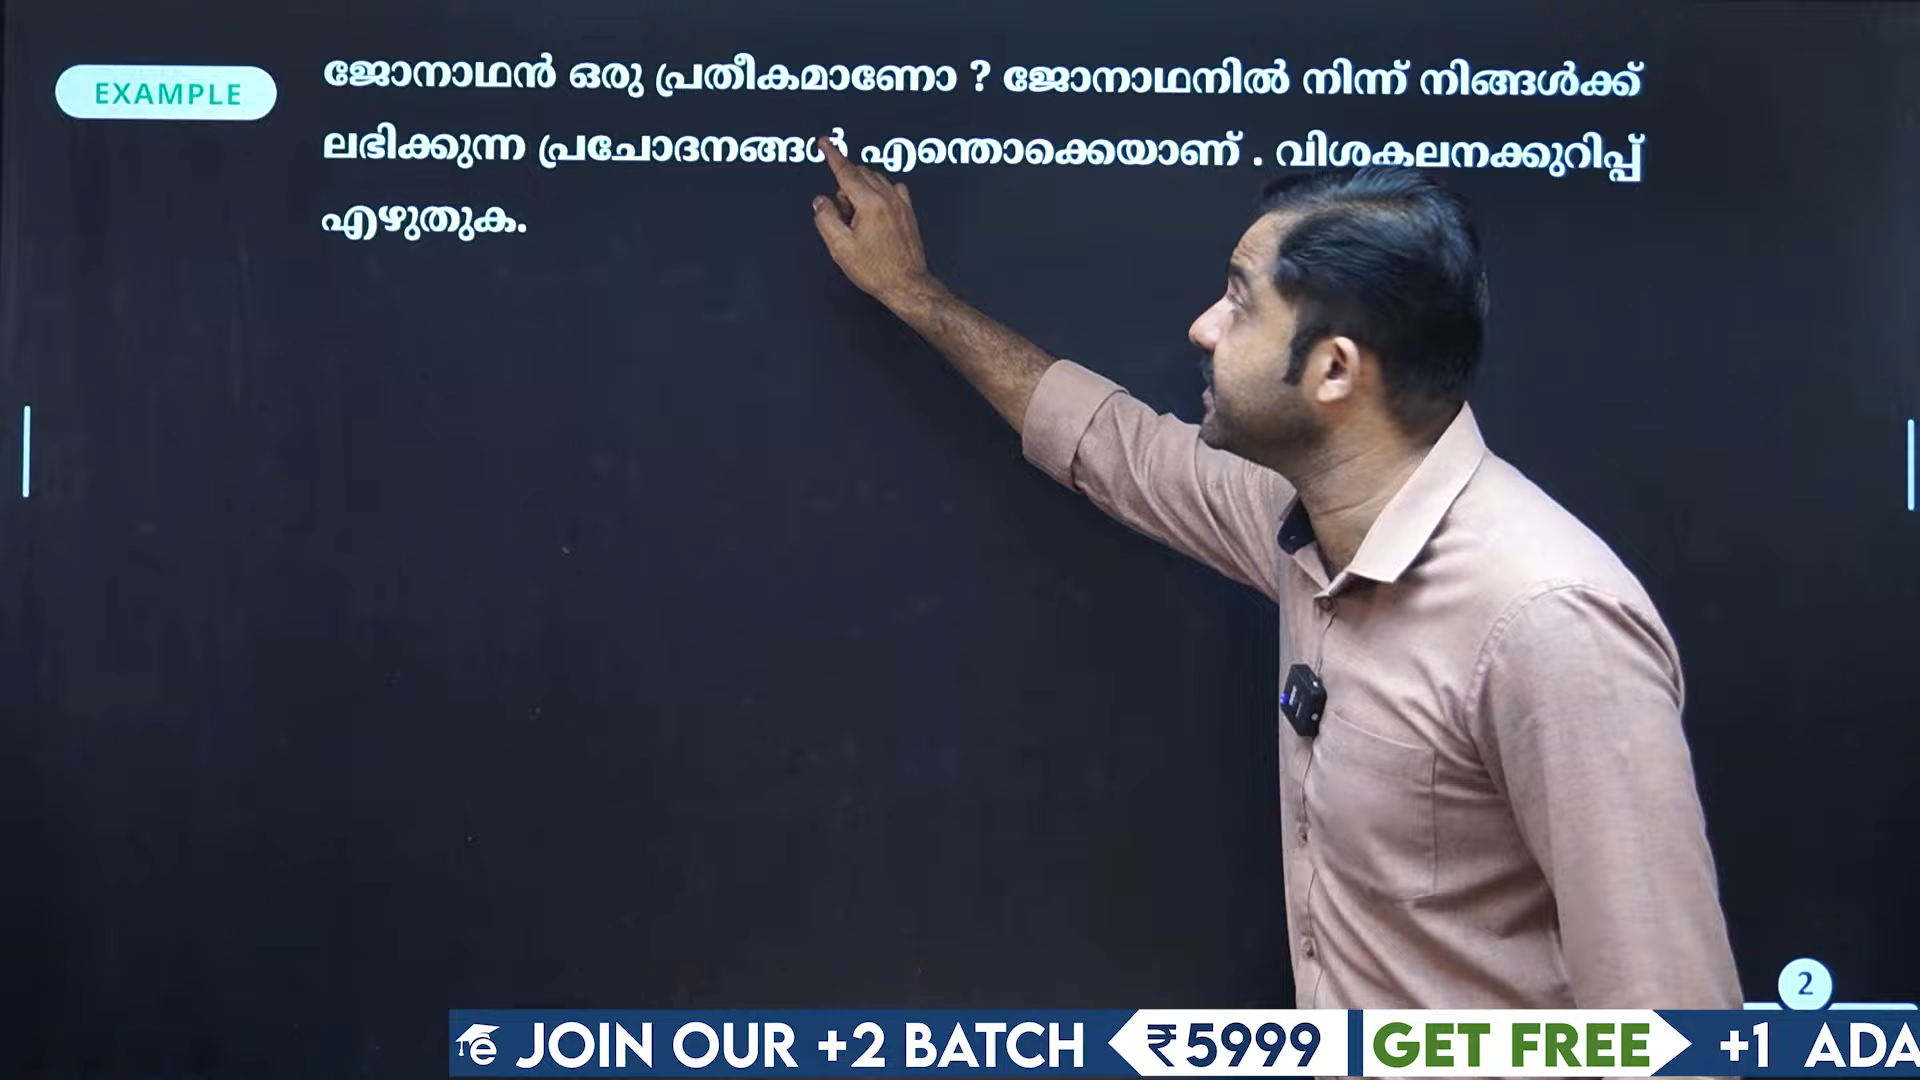 EXAMPLE
ജോനാഥൻ ഒരു പ്രതീകമാണോ ? ജോനാഥനിൽ നിന്ന് നിങ്ങൾക്ക്
ലഭിക്കുന്ന പ്രചോദനങ്ങൾ എന്തൊക്കെയാണ് . വിശകലനക്കുറിപ്പ്
എഴുതുക.
2
JOIN OUR +2 BATCH ₹5999 GET FREE +1 ADA